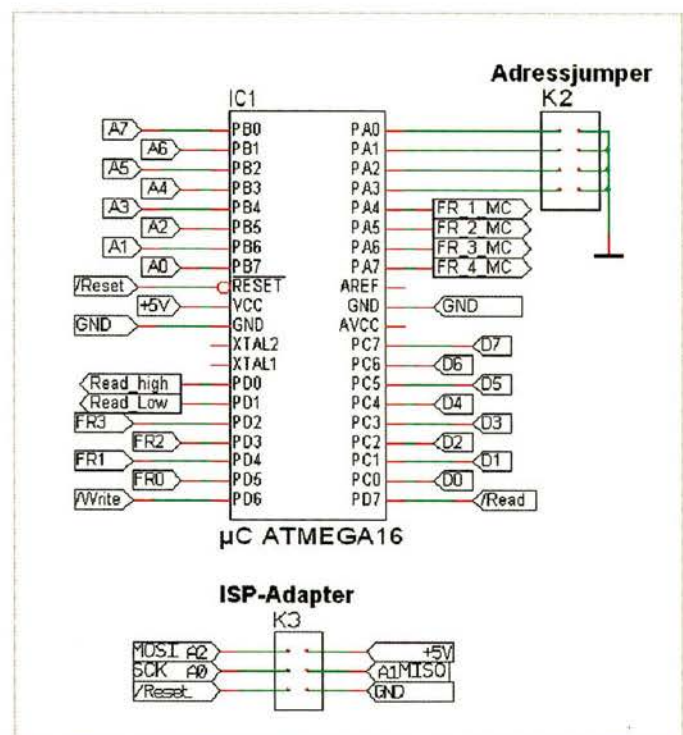 Adressjumper
K2
IC1
A7 PB0 PA0
A6 PB1 PA1
A5 PB2 PA2
A4 PB3 PA3
A3 PB4 PA4 FR_1_MC
A2 PB5 PA5 FR_2_MC
A1 PB6 PA6 FR_3_MC
A0 PB7 PA7 FR_4_MC
/Reset RESET AREF
+5V VCC GND GND
GND GND AVCC
XTAL2 PC7 D7
XTAL1 PC6 D6
Read_high PD0 PC5 D5
Read_Low PD1 PC4 D4
FR3 PD2 PC3 D3
FR2 PD3 PC2 D2
FR1 PD4 PC1 D1
FR0 PD5 PC0 D0
/Write PD6 PD7 /Read
µC ATMEGA16
ISP-Adapter
K3
MOSI A2 +5V
SCK A0 A1MISO
/Reset GND